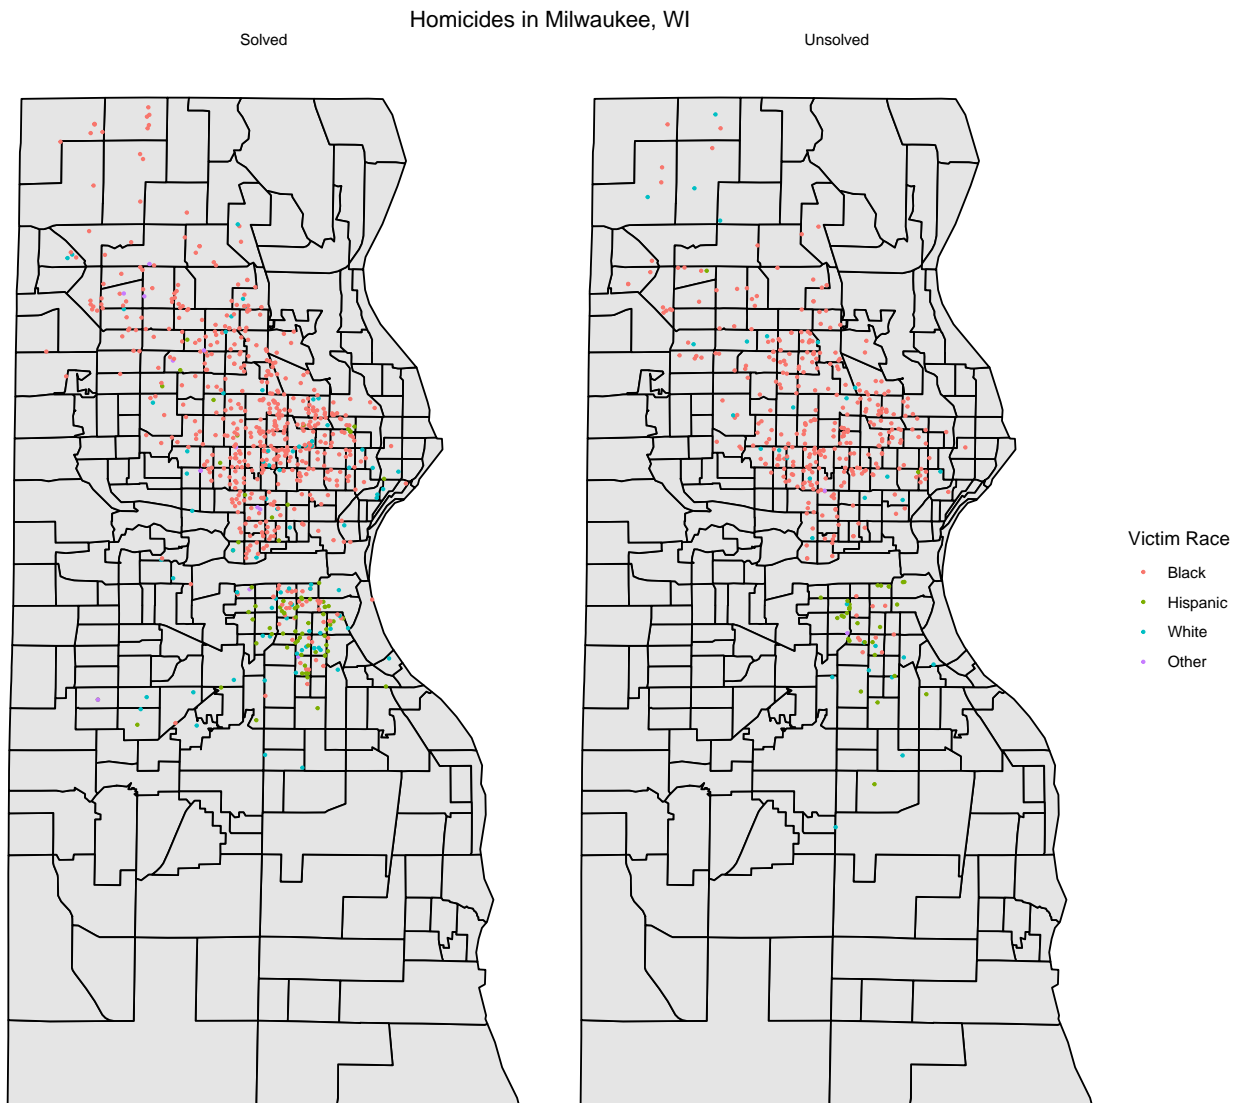 Homicides in Milwaukee, WI
Solved
Unsolved
Victim Race
Black
Hispanic
White
Other